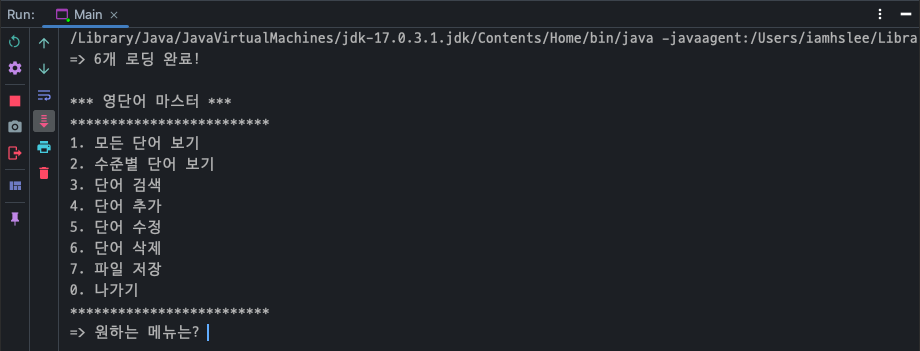 Run: Main
/Library/Java/JavaVirtualMachines/jdk-17.0.3.1.jdk/Contents/Home/bin/java -javaagent:/Users/iamhslee/Libra
=> 6개 로딩 완료!
*** 영단어 마스터 ***
*************************
1. 모든 단어 보기
2. 수준별 단어 보기
3. 단어 검색
4. 단어 추가
5. 단어 수정
6. 단어 삭제
7. 파일 저장
0. 나가기
*************************
=> 원하는 메뉴는?